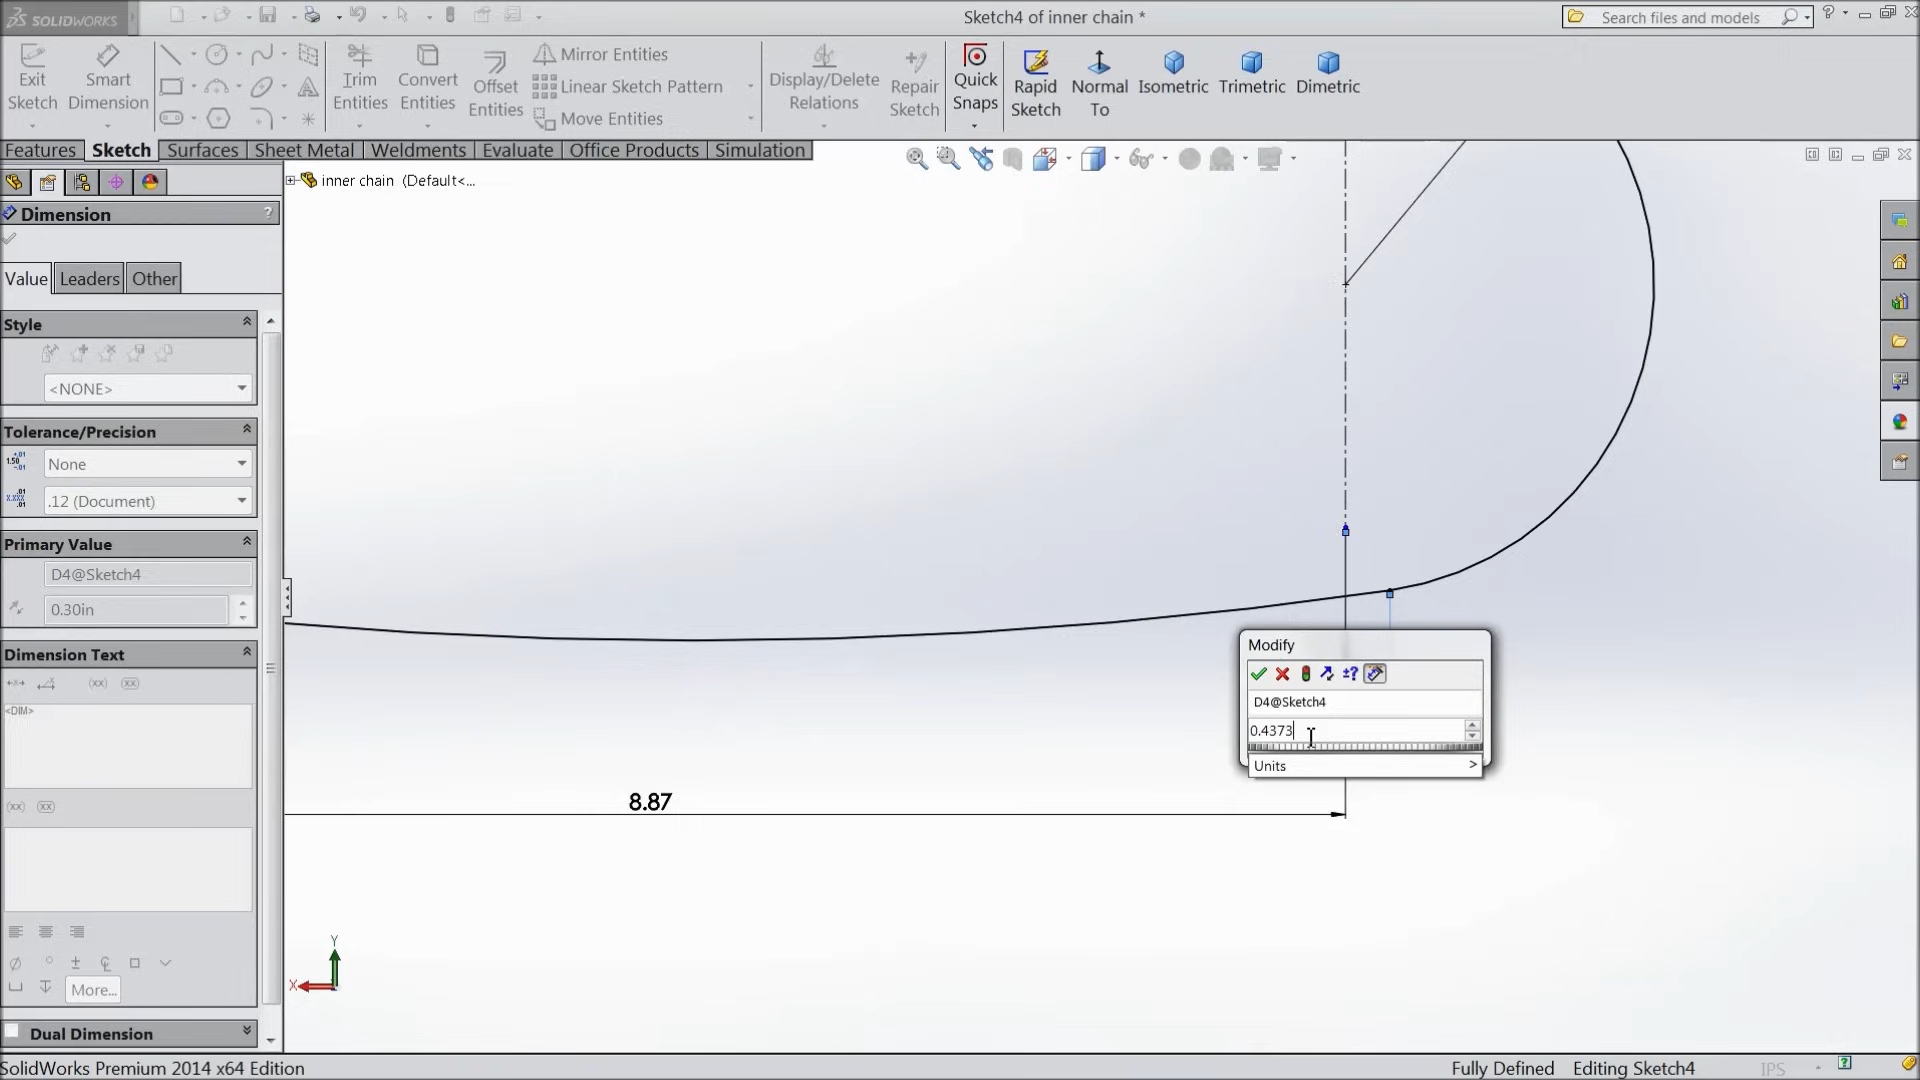 SOLIDWORKS
Sketch4 of inner chain *
Search files and models
?
Exit Sketch
Smart Dimension
Trim Entities
Convert Entities
Offset Entities
Mirror Entities
Linear Sketch Pattern
Move Entities
Display/Delete Relations
Repair Sketch
Quick Snaps
Rapid Sketch
Normal To
Isometric
Trimetric
Dimetric
Features
Sketch
Surfaces
Sheet Metal
Weldments
Evaluate
Office Products
Simulation
inner chain (Default<...
Dimension
?
Value
Leaders
Other
Style
<NONE>
Tolerance/Precision
None
.12 (Document)
Primary Value
D4@Sketch4
0.30in
Dimension Text
<DIM>
More...
Dual Dimension
Modify
D4@Sketch4
0.4373
Units >
8.87
Y
X
SolidWorks Premium 2014 x64 Edition
Fully Defined
Editing Sketch4
IPS